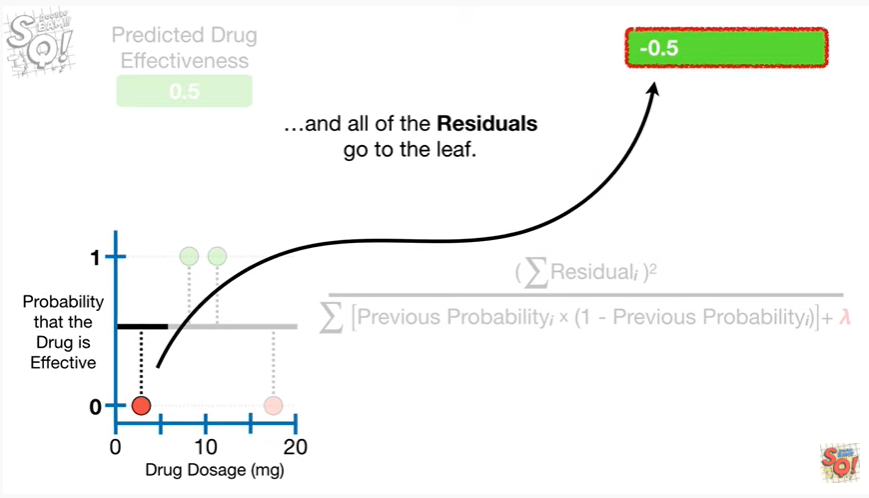 Predicted Drug
Effectiveness
0.5
-0.5
…and all of the Residuals
go to the leaf.
(∑Residualᵢ )²
∑ [Previous Probabilityᵢ × (1 - Previous Probabilityᵢ)]+ λ
1
Probability
that the
Drug is
Effective
0
0 10 20
Drug Dosage (mg)
SQ!